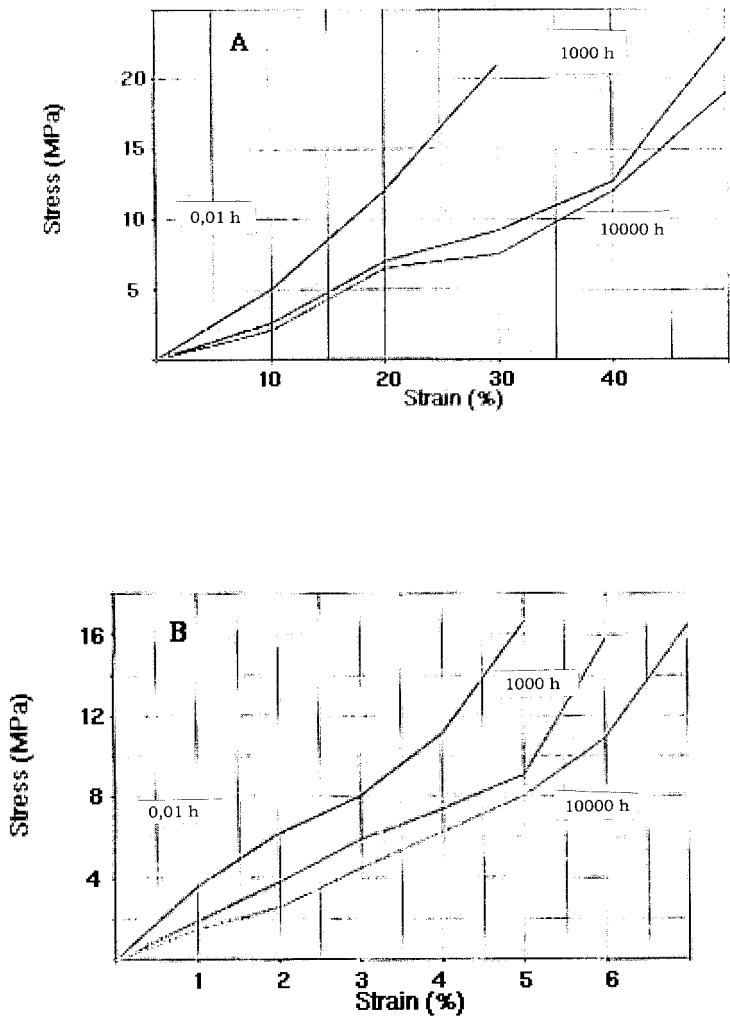 A
1000 h
20
15
0,01 h
10
10000 h
5
Stress (MPa)
10 20 30 40
Strain (%)
B
16
1000 h
12
8
0,01 h
10000 h
4
Stress (MPa)
1 2 3 4 5 6
Strain (%)